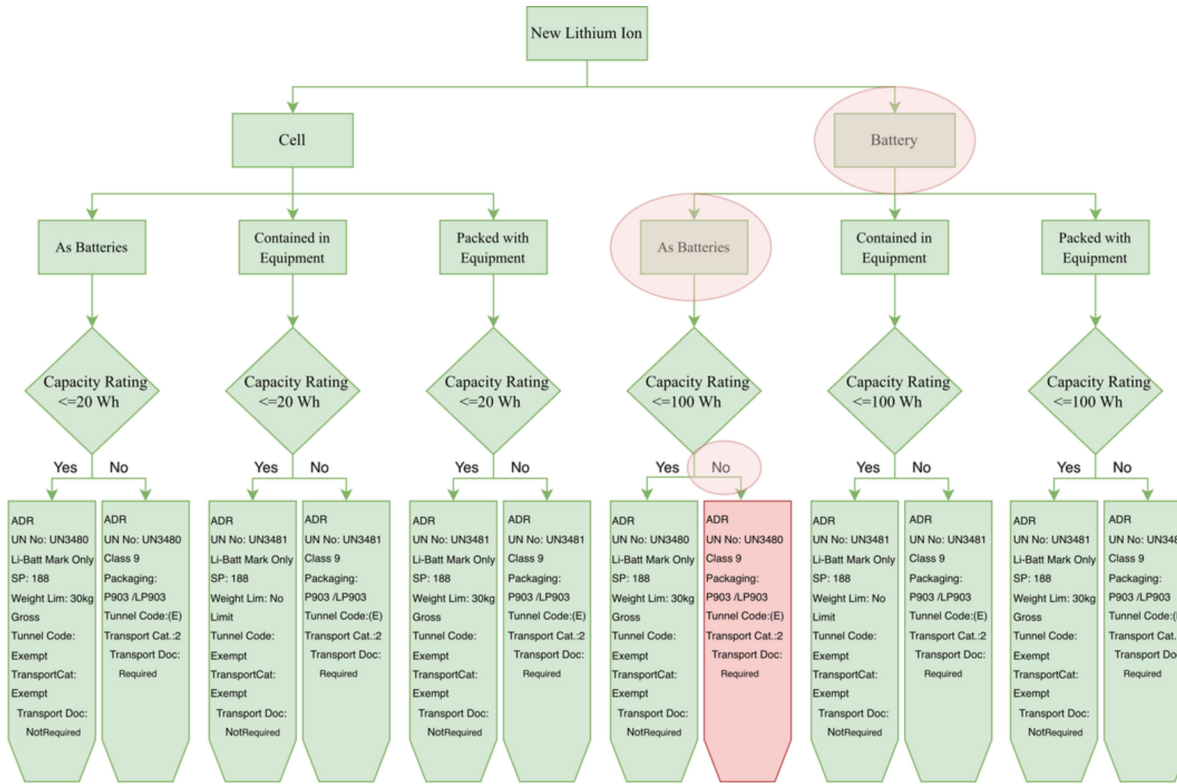 New Lithium Ion
Cell
Battery
As Batteries
Contained in
Equipment
Packed with
Equipment
As Batteries
Contained in
Equipment
Packed with
Equipment
Capacity Rating
<=20 Wh
Capacity Rating
<=20 Wh
Capacity Rating
<=20 Wh
Capacity Rating
<=100 Wh
Capacity Rating
<=100 Wh
Capacity Rating
<=100 Wh
Yes No
Yes No
Yes No
Yes No
Yes No
Yes No
ADR
UN No: UN3480
Li-Batt Mark Only
SP: 188
Weight Lim: 30kg
Gross
Tunnel Code:
Exempt
TransportCat:
Exempt
Transport Doc:
NotRequired
ADR
UN No: UN3480
Class 9
Packaging:
P903 /LP903
Tunnel Code:(E)
Transport Cat.:2
Transport Doc:
Required
ADR
UN No: UN3481
Li-Batt Mark Only
SP: 188
Weight Lim: No
Limit
Tunnel Code:
Exempt
TransportCat:
Exempt
Transport Doc:
NotRequired
ADR
UN No: UN3481
Class 9
Packaging:
P903 /LP903
Tunnel Code:(E)
Transport Cat.:2
Transport Doc:
Required
ADR
UN No: UN3481
Li-Batt Mark Only
SP: 188
Weight Lim: 30kg
Gross
Tunnel Code:
Exempt
TransportCat:
Exempt
Transport Doc:
NotRequired
ADR
UN No: UN3481
Class 9
Packaging:
P903 /LP903
Tunnel Code:(E)
Transport Cat.:2
Transport Doc:
Required
ADR
UN No: UN3480
Li-Batt Mark Only
SP: 188
Weight Lim: 30kg
Gross
Tunnel Code:
Exempt
TransportCat:
Exempt
Transport Doc:
NotRequired
ADR
UN No: UN3480
Class 9
Packaging:
P903 /LP903
Tunnel Code:(E)
Transport Cat.:2
Transport Doc:
Required
ADR
UN No: UN3481
Li-Batt Mark Only
SP: 188
Weight Lim: No
Limit
Tunnel Code:
Exempt
TransportCat:
Exempt
Transport Doc:
NotRequired
ADR
UN No: UN3481
Class 9
Packaging:
P903 /LP903
Tunnel Code:(E)
Transport Cat.:2
Transport Doc:
Required
ADR
UN No: UN3481
Li-Batt Mark Only
SP: 188
Weight Lim: 30kg
Gross
Tunnel Code:
Exempt
TransportCat:
Exempt
Transport Doc:
NotRequired
ADR
UN No: UN3481
Class 9
Packaging:
P903 /LP903
Tunnel Code:(E)
Transport Cat.:2
Transport Doc
Required